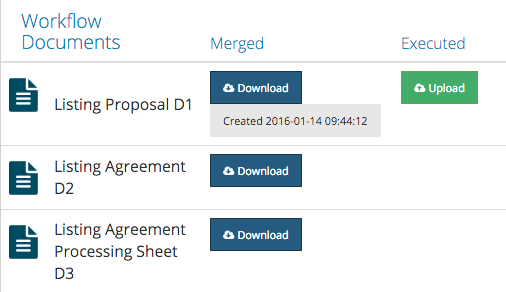 Workflow
Documents
Merged
Executed
Listing Proposal D1
Download
Upload
Created 2016-01-14 09:44:12
Listing Agreement
D2
Download
Listing Agreement
Processing Sheet
D3
Download